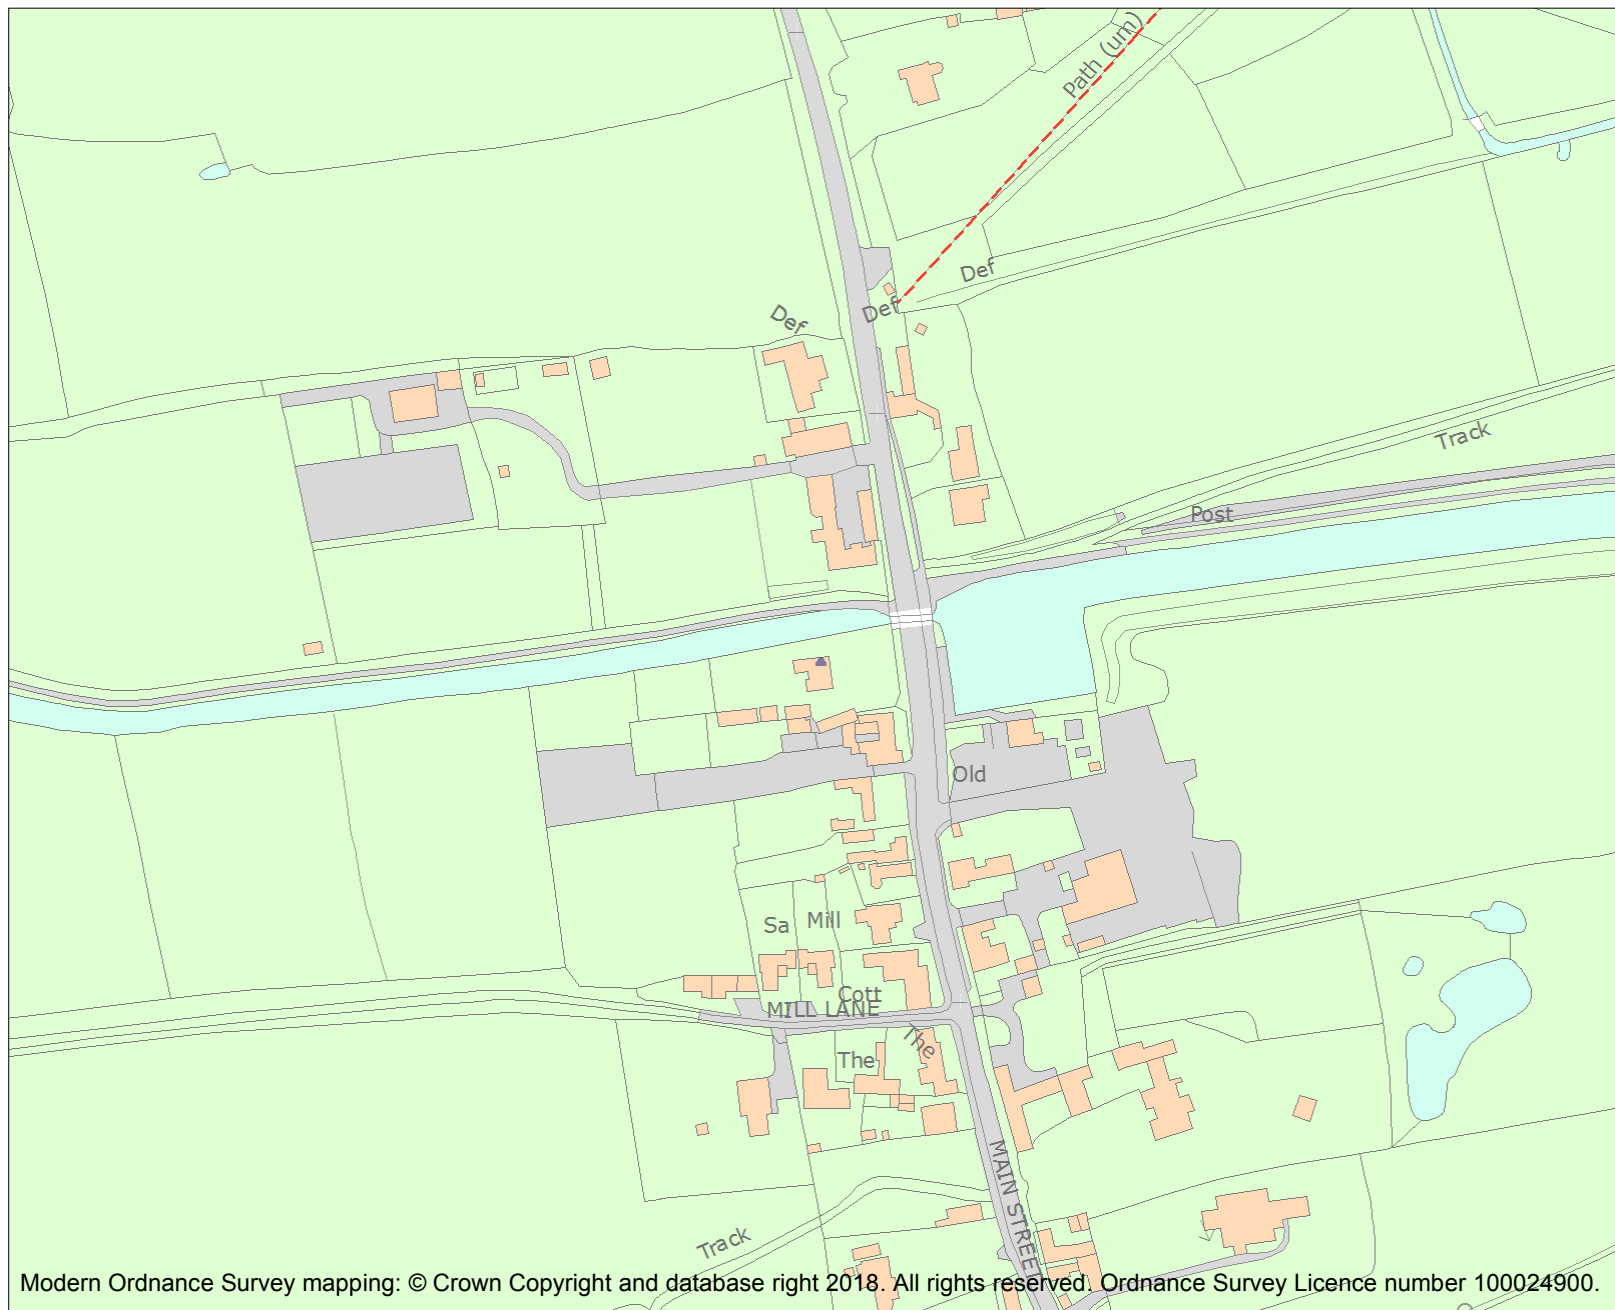 Path (um)
Def
Def
Def
Track
Post
Old
Sa
Mill
Cott
MILL LANE
The
The
MAIN STREE
Track
Modern Ordnance Survey mapping: © Crown Copyright and database right 2018. All rights reserved. Ordnance Survey Licence number 100024900.